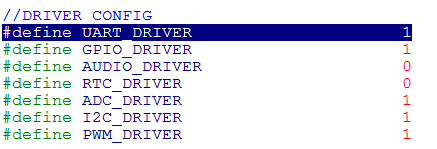 //DRIVER CONFIG
#define UART_DRIVER 1
#define GPIO_DRIVER 1
#define AUDIO_DRIVER 0
#define RTC_DRIVER 0
#define ADC_DRIVER 1
#define I2C_DRIVER 1
#define PWM_DRIVER 1